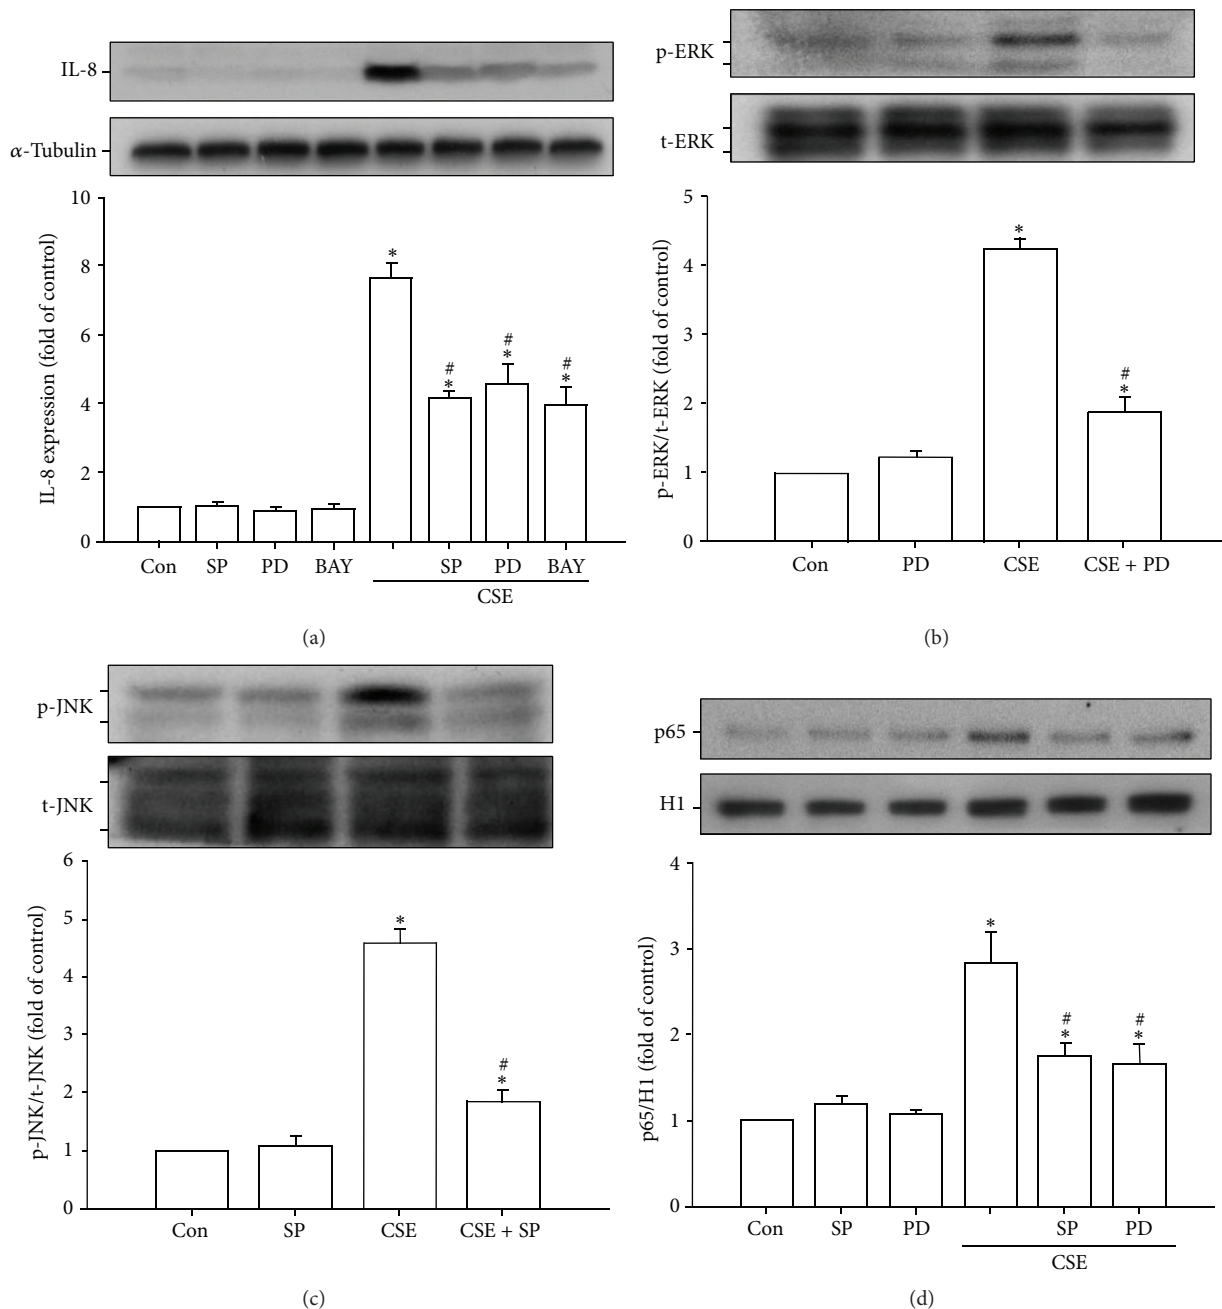 IL-8
α-Tubulin
IL-8 expression (fold of control)
10
8
6
4
2
0
*
#
*
#
*
#
*
Con SP PD BAY SP PD BAY
CSE
(a)
p-ERK
t-ERK
p-ERK/t-ERK (fold of control)
5
4
3
2
1
0
*
#
*
Con PD CSE CSE + PD
(b)
p-JNK
t-JNK
p-JNK/t-JNK (fold of control)
6
5
4
3
2
1
0
*
#
*
Con SP CSE CSE + SP
(c)
p65
H1
p65/H1 (fold of control)
4
3
2
1
0
*
#
*
#
*
Con SP PD SP PD
CSE
(d)